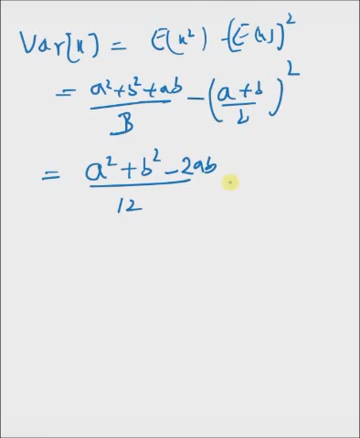 Var[x] = E(x²) - (E(x))²
= a²+b²+ab / 3 - (a+b / 2)²
= a²+b²-2ab / 12